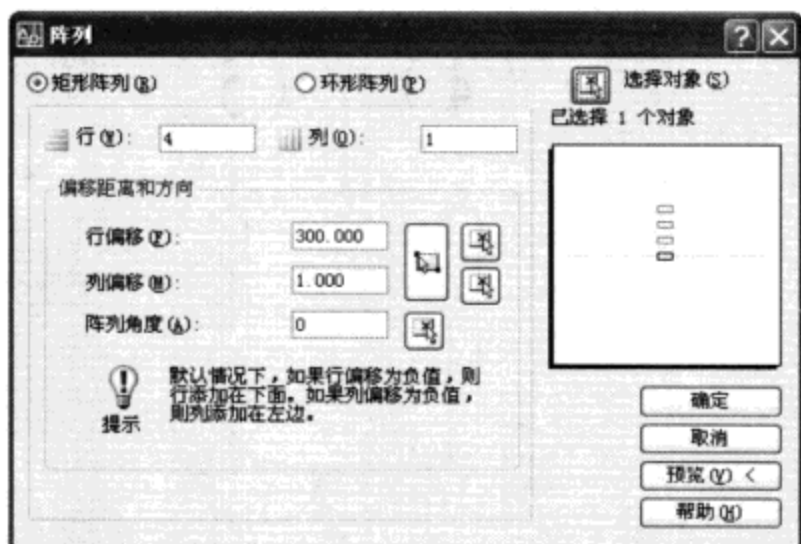 阵列
矩形阵列(R)
环形阵列(P)
选择对象(S)
已选择 1 个对象
行(W): 4
列(O): 1
偏移距离和方向
行偏移(F): 300.000
列偏移(M): 1.000
阵列角度(A): 0
提示
默认情况下，如果行偏移为负值，则
行添加在下面。如果列偏移为负值，
则列添加在左边。
确定
取消
预览(V) <
帮助(H)